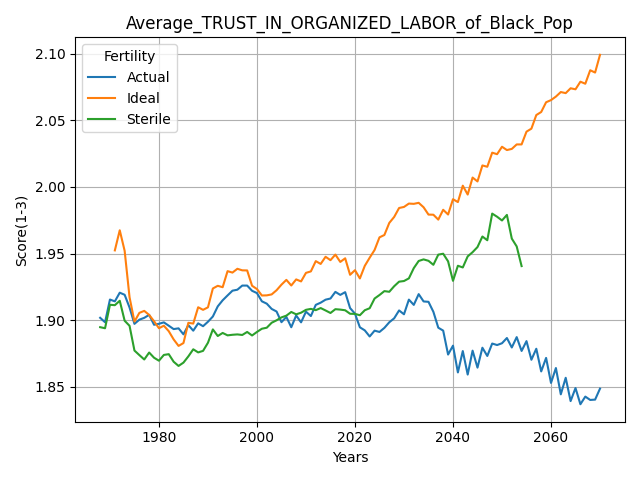 Average_TRUST_IN_ORGANIZED_LABOR_of_Black_Pop
Fertility
Actual
Ideal
Sterile
Score(1-3)
2.10
2.05
2.00
1.95
1.90
1.85
1980 2000 2020 2040 2060
Years